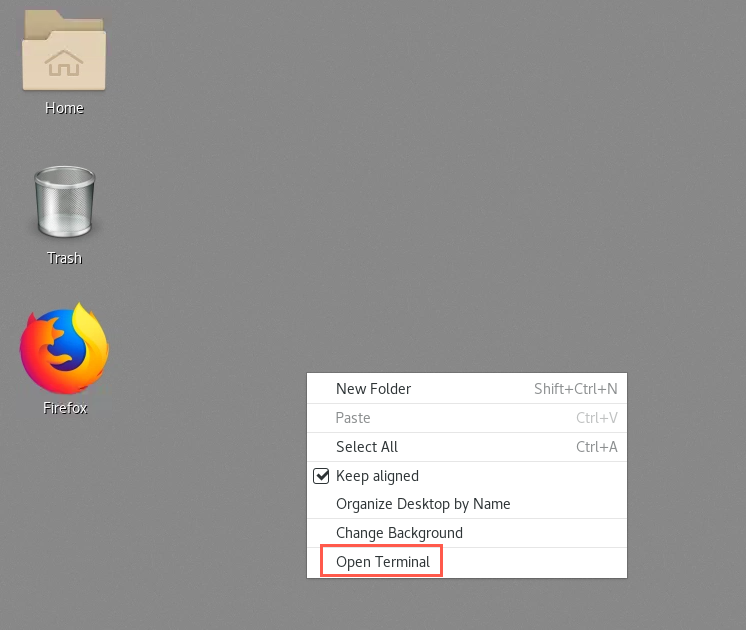 Home
Trash
Firefox
New Folder Shift+Ctrl+N
Paste Ctrl+V
Select All Ctrl+A
Keep aligned
Organize Desktop by Name
Change Background
Open Terminal